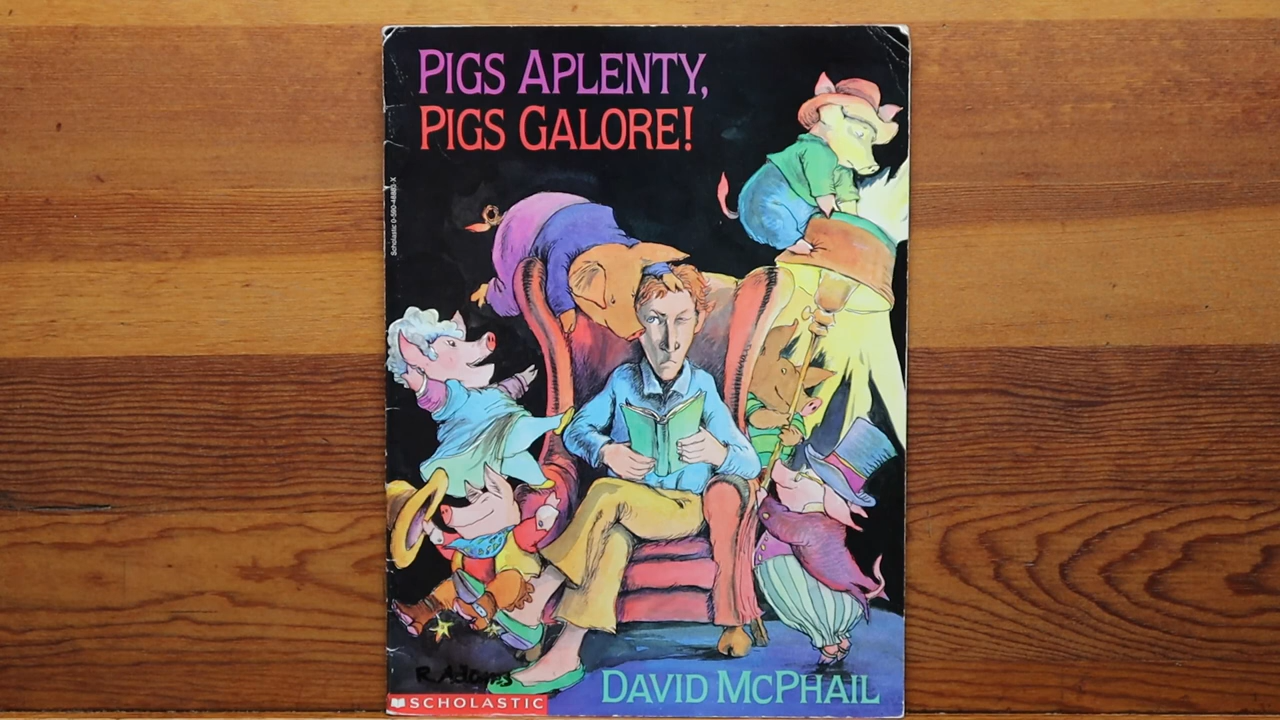 PIGS APLENTY,
PIGS GALORE!
R. Adams
DAVID MCPHAIL
SCHOLASTIC